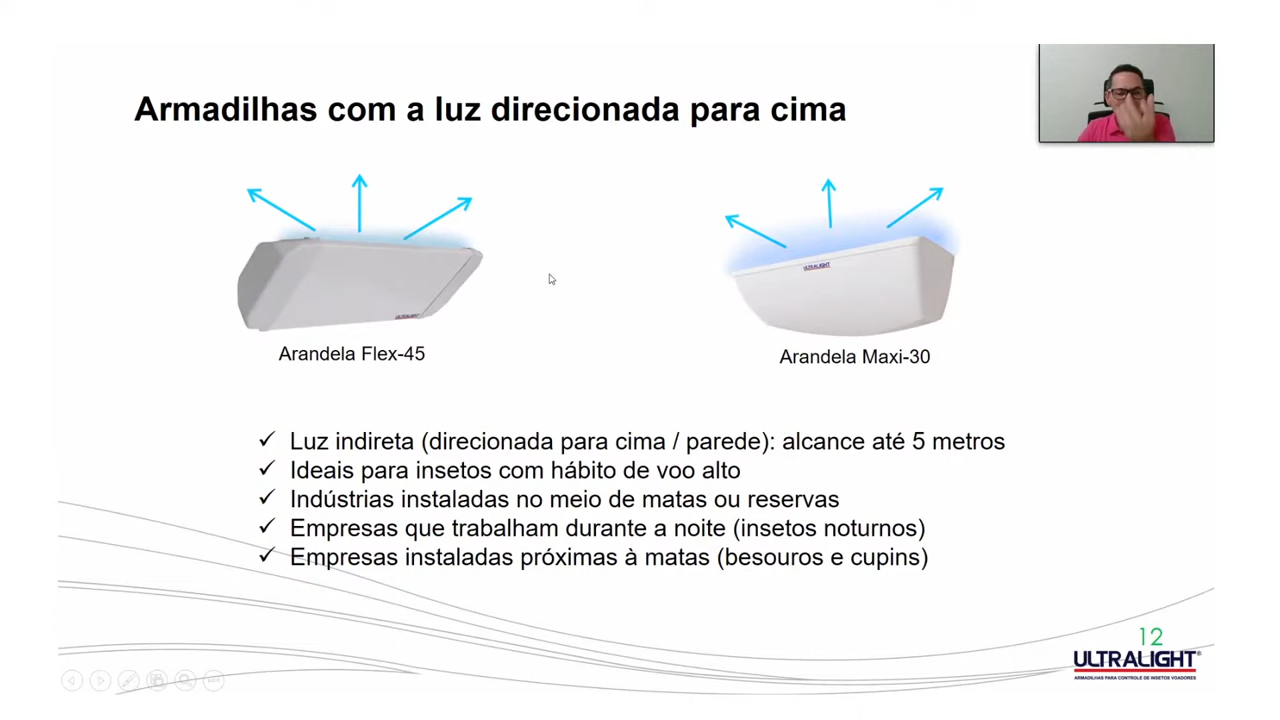 Armadilhas com a luz direcionada para cima
ULTRALIGHT
ULTRALIGHT
Arandela Flex-45
Arandela Maxi-30
✓ Luz indireta (direcionada para cima / parede): alcance até 5 metros
✓ Ideais para insetos com hábito de voo alto
✓ Indústrias instaladas no meio de matas ou reservas
✓ Empresas que trabalham durante a noite (insetos noturnos)
✓ Empresas instaladas próximas à matas (besouros e cupins)
12
ULTRALIGHT®
ARMADILHAS PARA CONTROLE DE INSETOS VOADORES